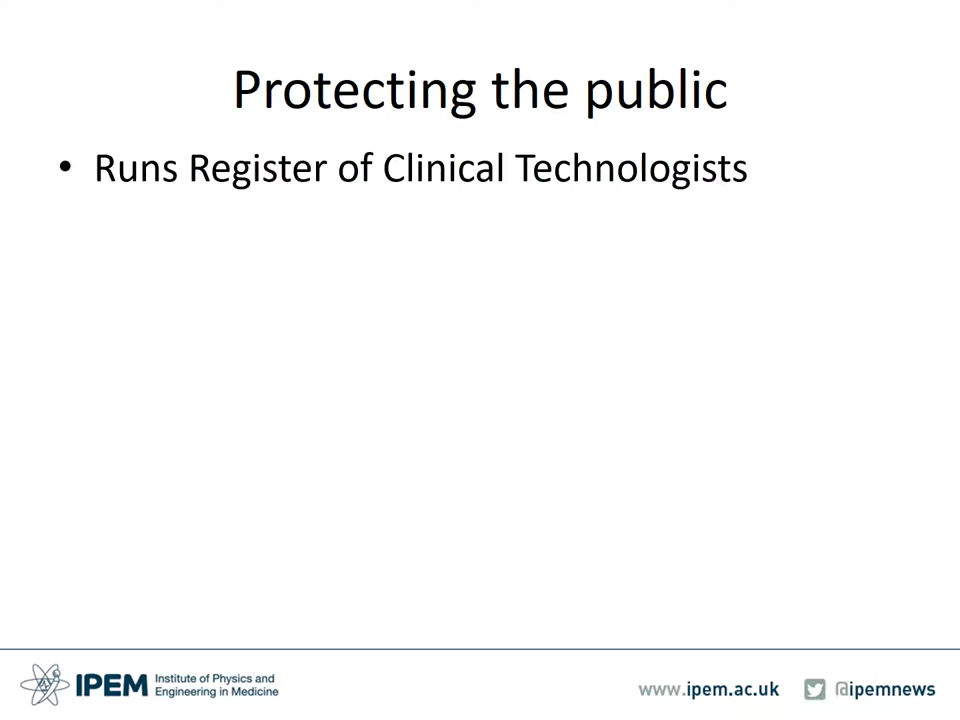 Protecting the public
• Runs Register of Clinical Technologists
IPEM Institute of Physics and
Engineering in Medicine
www.ipem.ac.uk @ipemnews